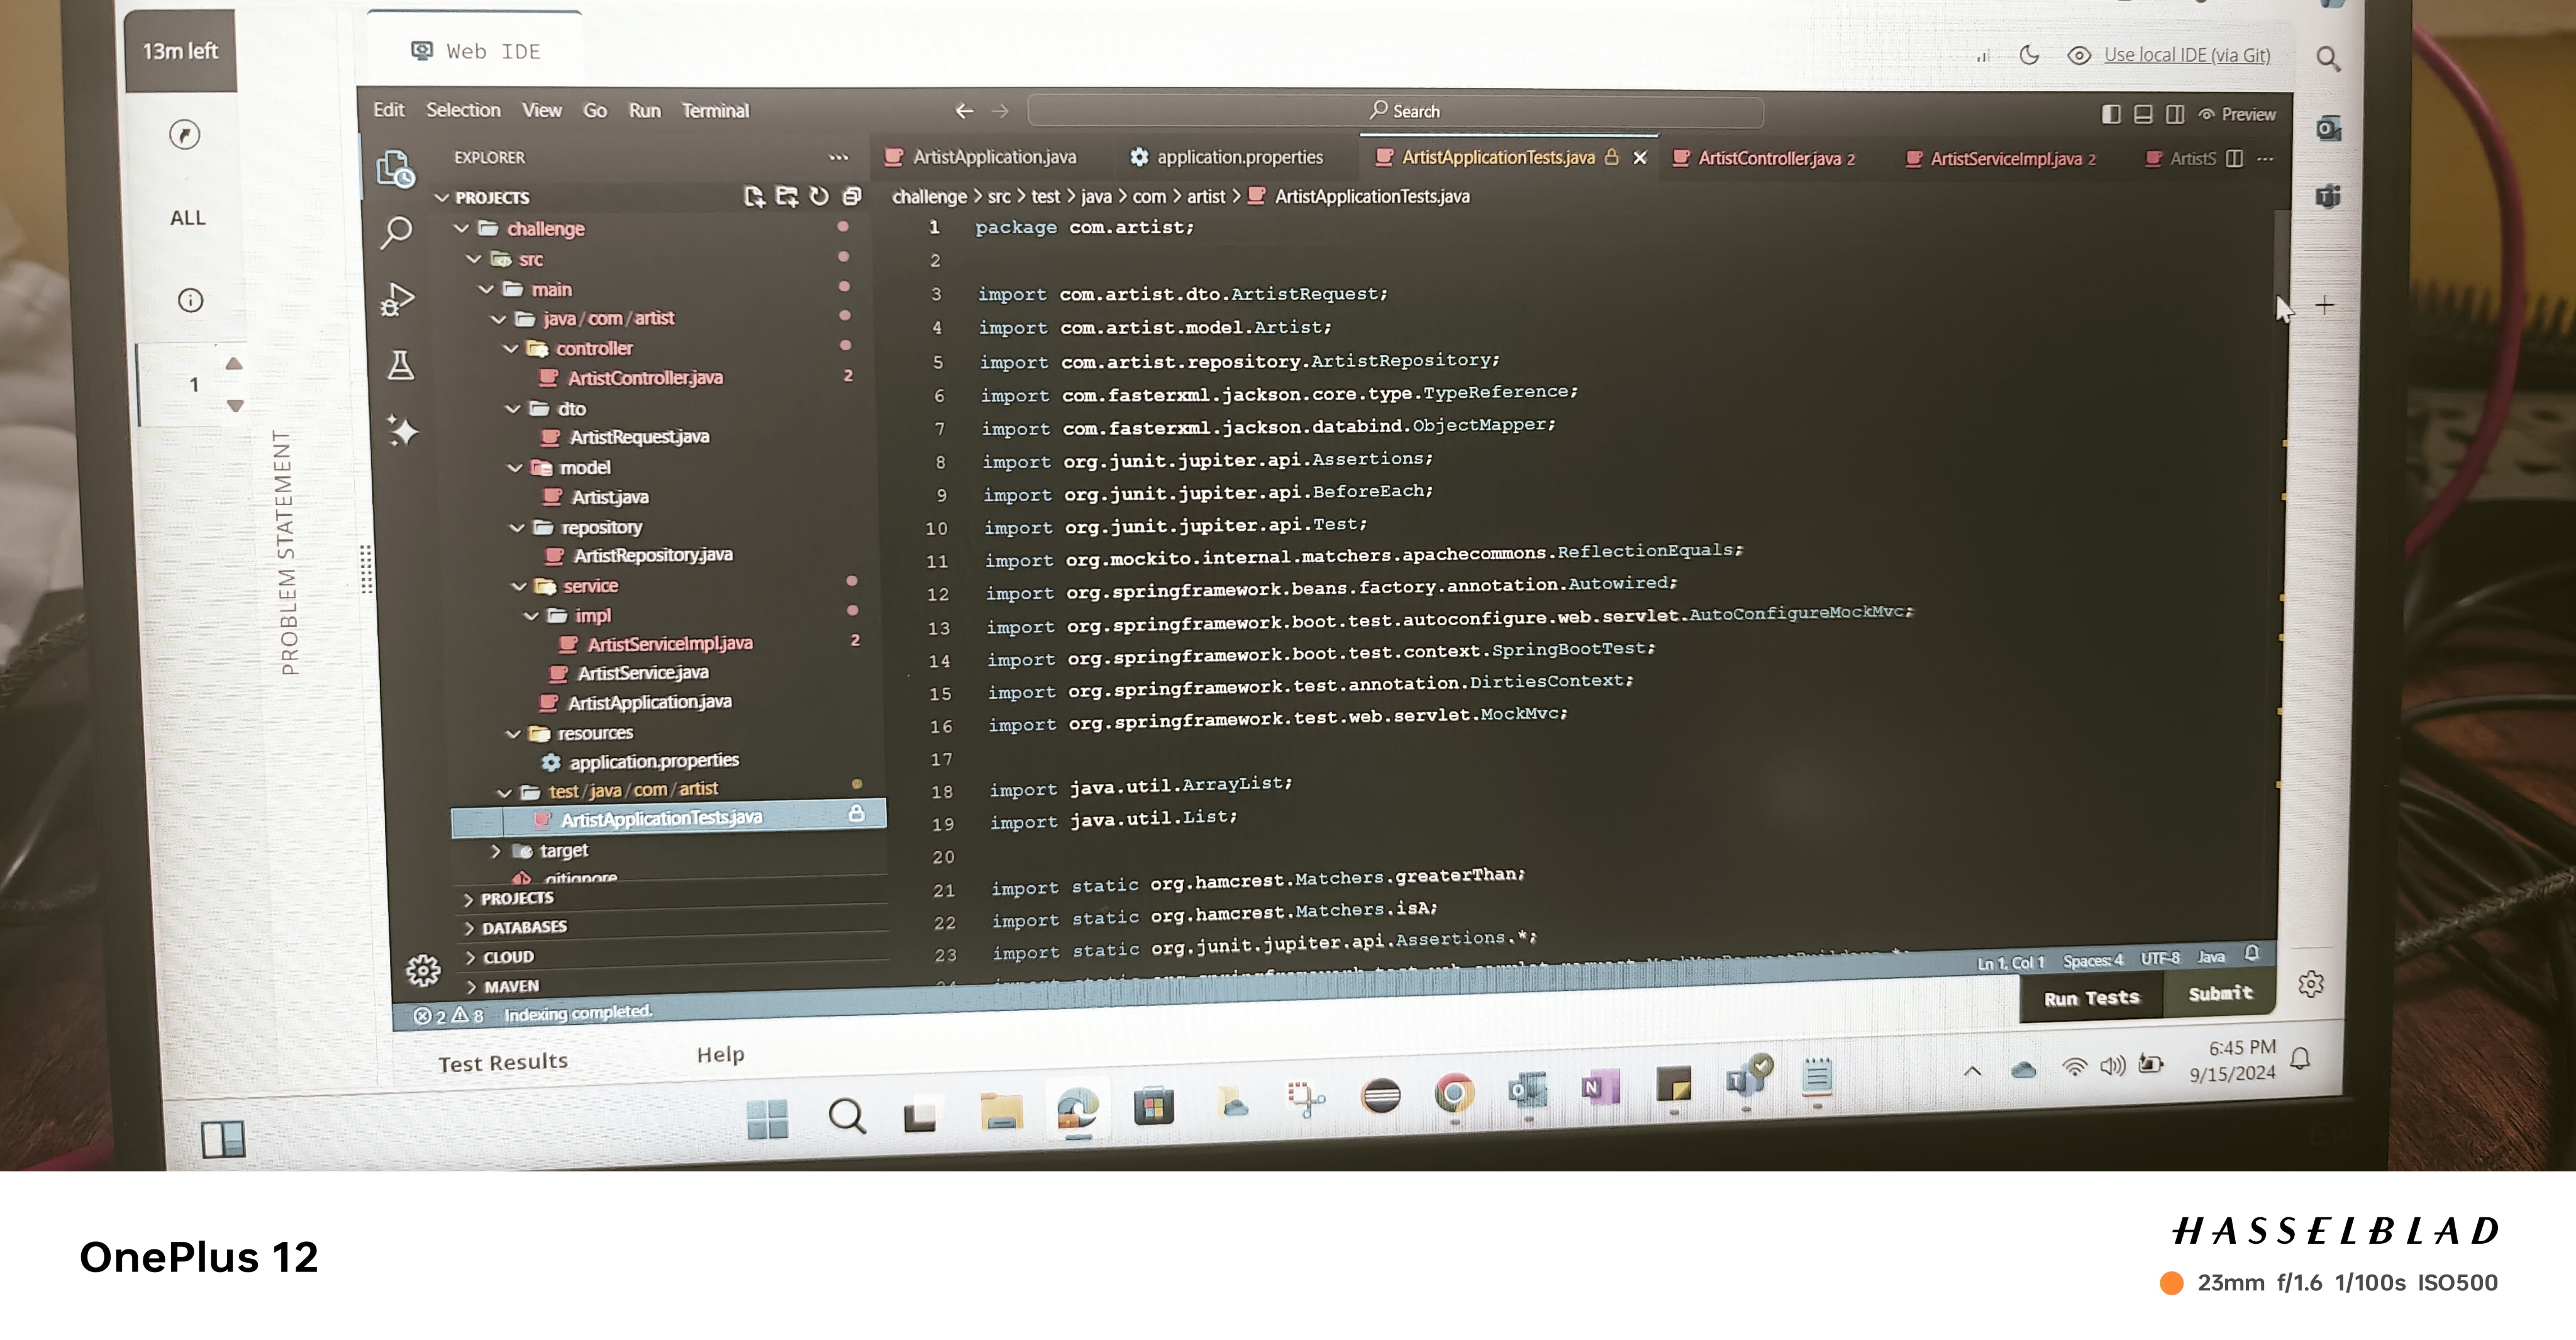 13m left
Web IDE
Use local IDE (via Git)
Edit Selection View Go Run Terminal
Search
Preview
EXPLORER
ArtistApplication.java
application.properties
ArtistApplicationTests.java
ArtistController.java 2
ArtistServiceImpl.java 2
ArtistS
PROJECTS
challenge > src > test > java > com > artist > ArtistApplicationTests.java
ALL
1
PROBLEM STATEMENT
challenge
src
main
java/com/artist
controller
ArtistController.java 2
dto
ArtistRequest.java
model
Artist.java
repository
ArtistRepository.java
service
impl
ArtistServiceImpl.java 2
ArtistService.java
ArtistApplication.java
resources
application.properties
test/java/com/artist
ArtistApplicationTests.java
target
.gitignore
PROJECTS
DATABASES
CLOUD
MAVEN
1 package com.artist;
2
3 import com.artist.dto.ArtistRequest;
4 import com.artist.model.Artist;
5 import com.artist.repository.ArtistRepository;
6 import com.fasterxml.jackson.core.type.TypeReference;
7 import com.fasterxml.jackson.databind.ObjectMapper;
8 import org.junit.jupiter.api.Assertions;
9 import org.junit.jupiter.api.BeforeEach;
10 import org.junit.jupiter.api.Test;
11 import org.mockito.internal.matchers.apachecommons.ReflectionEquals;
12 import org.springframework.beans.factory.annotation.Autowired;
13 import org.springframework.boot.test.autoconfigure.web.servlet.AutoConfigureMockMvc;
14 import org.springframework.boot.test.context.SpringBootTest;
15 import org.springframework.test.annotation.DirtiesContext;
16 import org.springframework.test.web.servlet.MockMvc;
17
18 import java.util.ArrayList;
19 import java.util.List;
20
21 import static org.hamcrest.Matchers.greaterThan;
22 import static org.hamcrest.Matchers.isA;
23 import static org.junit.jupiter.api.Assertions.*;
2 8 Indexing completed.
Ln 1, Col 1 Spaces: 4 UTF-8 Java
Run Tests
Submit
Test Results
Help
6:45 PM
9/15/2024
OnePlus 12
HASSELBLAD
23mm f/1.6 1/100s ISO500